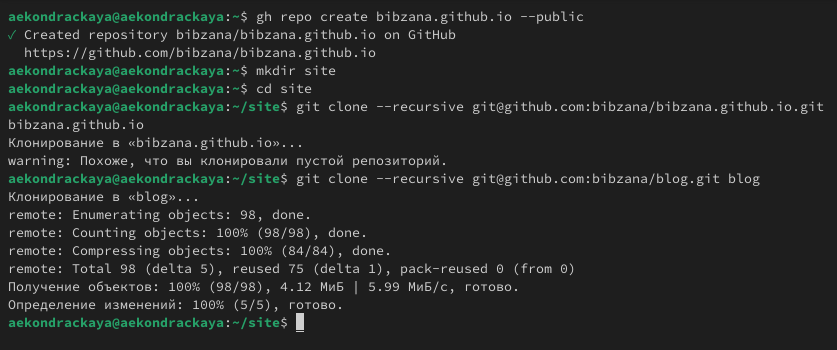 aekondrackaya@aekondrackaya:~$ gh repo create bibzana.github.io --public
✓ Created repository bibzana/bibzana.github.io on GitHub
  https://github.com/bibzana/bibzana.github.io
aekondrackaya@aekondrackaya:~$ mkdir site
aekondrackaya@aekondrackaya:~$ cd site
aekondrackaya@aekondrackaya:~/site$ git clone --recursive git@github.com:bibzana/bibzana.github.io.git
bibzana.github.io
Клонирование в «bibzana.github.io»...
warning: Похоже, что вы клонировали пустой репозиторий.
aekondrackaya@aekondrackaya:~/site$ git clone --recursive git@github.com:bibzana/blog.git blog
Клонирование в «blog»...
remote: Enumerating objects: 98, done.
remote: Counting objects: 100% (98/98), done.
remote: Compressing objects: 100% (84/84), done.
remote: Total 98 (delta 5), reused 75 (delta 1), pack-reused 0 (from 0)
Получение объектов: 100% (98/98), 4.12 МиБ | 5.99 МиБ/с, готово.
Определение изменений: 100% (5/5), готово.
aekondrackaya@aekondrackaya:~/site$